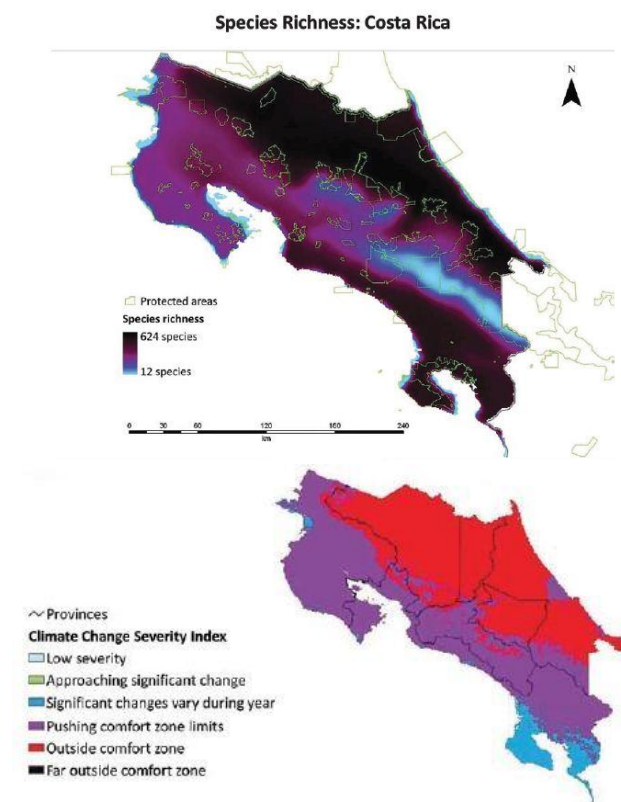 Species Richness: Costa Rica
N
Protected areas
Species richness
624 species
12 species
0 15 30 60 90 120 180 240
km
Provinces
Climate Change Severity Index
Low severity
Approaching significant change
Significant changes vary during year
Pushing comfort zone limits
Outside comfort zone
Far outside comfort zone